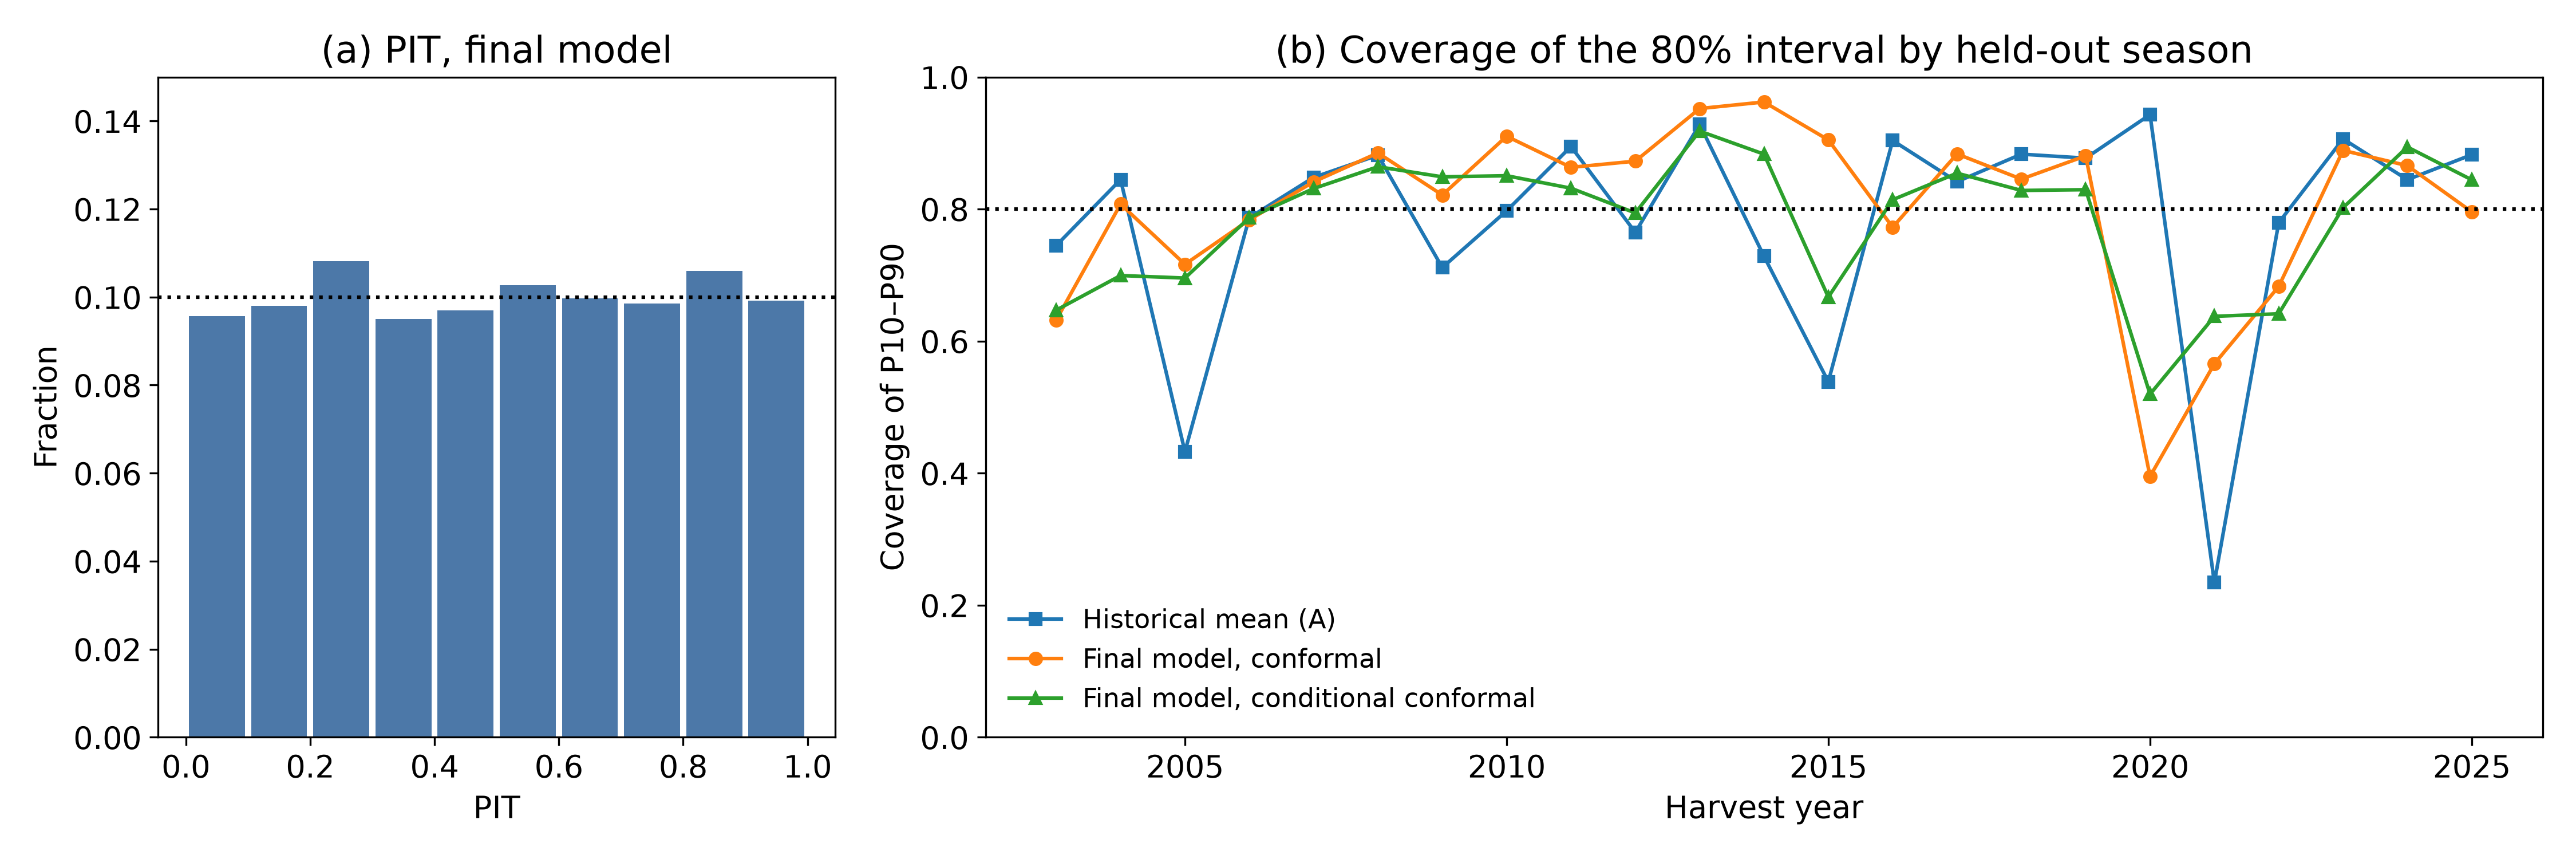 (a) PIT, final model
Fraction
0.14
0.12
0.10
0.08
0.06
0.04
0.02
0.00
0.0 0.2 0.4 0.6 0.8 1.0
PIT
(b) Coverage of the 80% interval by held-out season
Coverage of P10–P90
1.0
0.8
0.6
0.4
0.2
0.0
Historical mean (A)
Final model, conformal
Final model, conditional conformal
2005 2010 2015 2020 2025
Harvest year